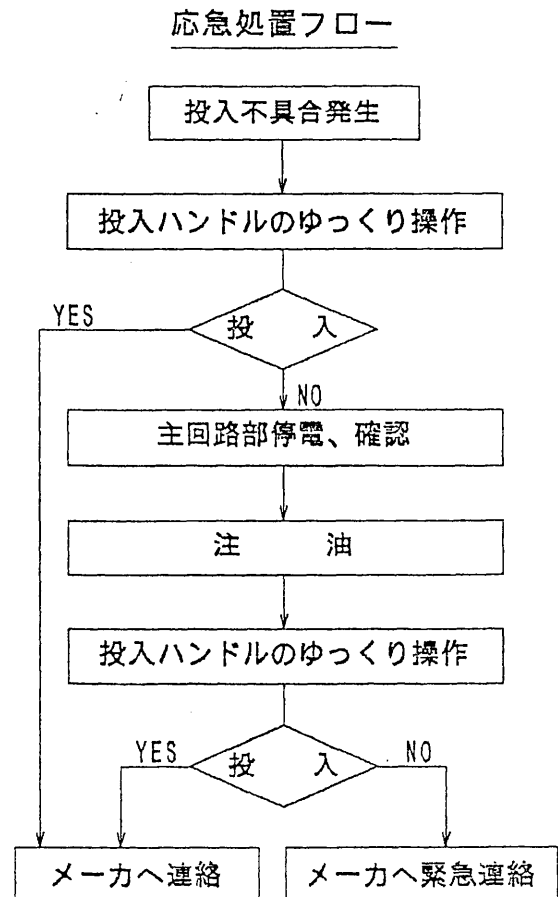 応急処置フロー
投入不具合発生
投入ハンドルのゆっくり操作
投入
YES
NO
主回路部停電、確認
注油
投入ハンドルのゆっくり操作
投入
YES
NO
メーカへ連絡
メーカへ緊急連絡